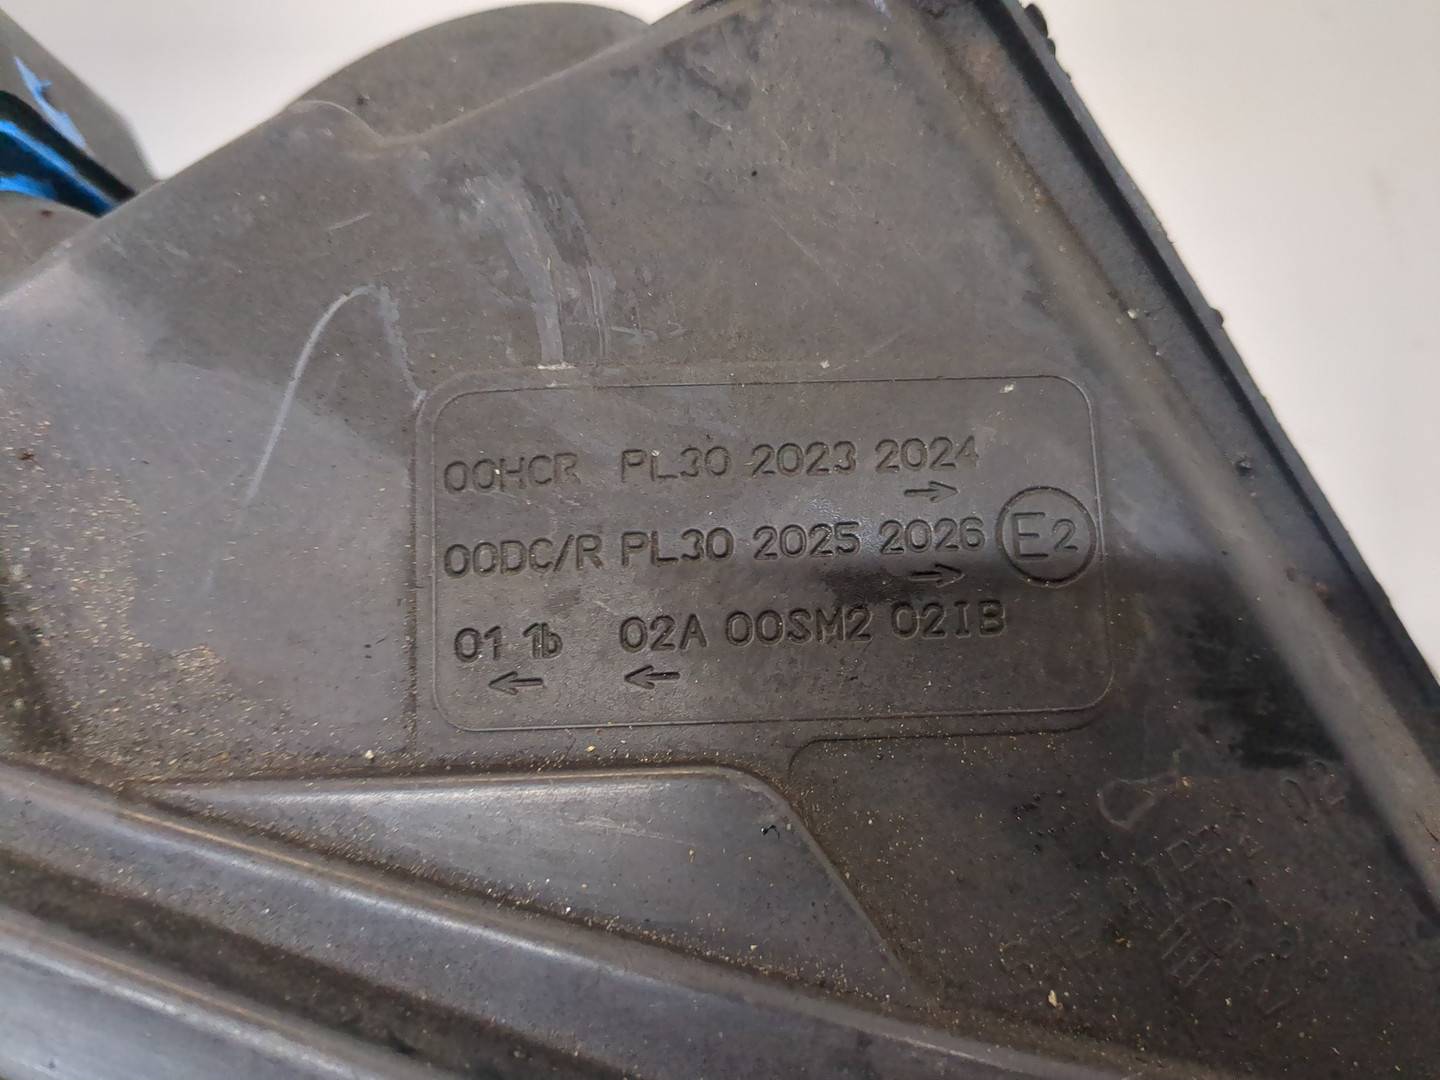 00HCR PL30 2023 2024
→
00DC/R PL30 2025 2026 E2
→
01 1b 02A 00SM2 02IB
← ←